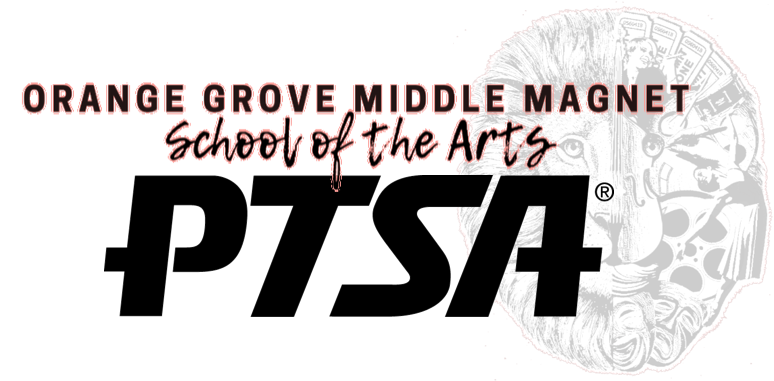 ORANGE GROVE MIDDLE MAGNET
School of the Arts
PTSA®